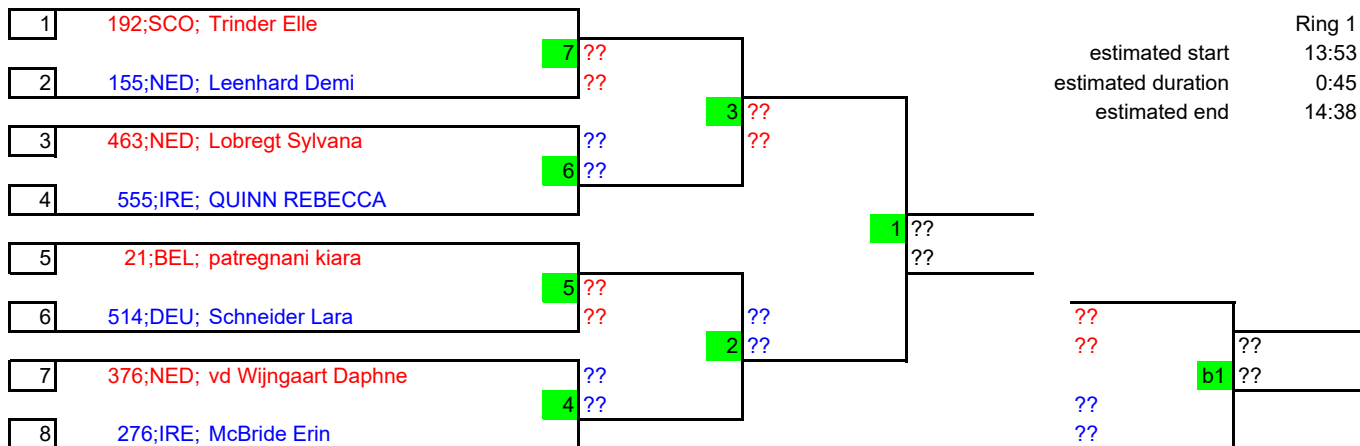 1 192;SCO; Trinder Elle Ring 1
7 ?? estimated start 13:53
2 155;NED; Leenhard Demi ?? estimated duration 0:45
3 ?? estimated end 14:38
3 463;NED; Lobregt Sylvana ?? ??
6 ??
4 555;IRE; QUINN REBECCA
1 ??
5 21;BEL; patregnani kiara ??
5 ??
6 514;DEU; Schneider Lara ?? ?? ??
2 ?? ?? ??
7 376;NED; vd Wijngaart Daphne ?? b1 ??
4 ?? ??
8 276;IRE; McBride Erin ??